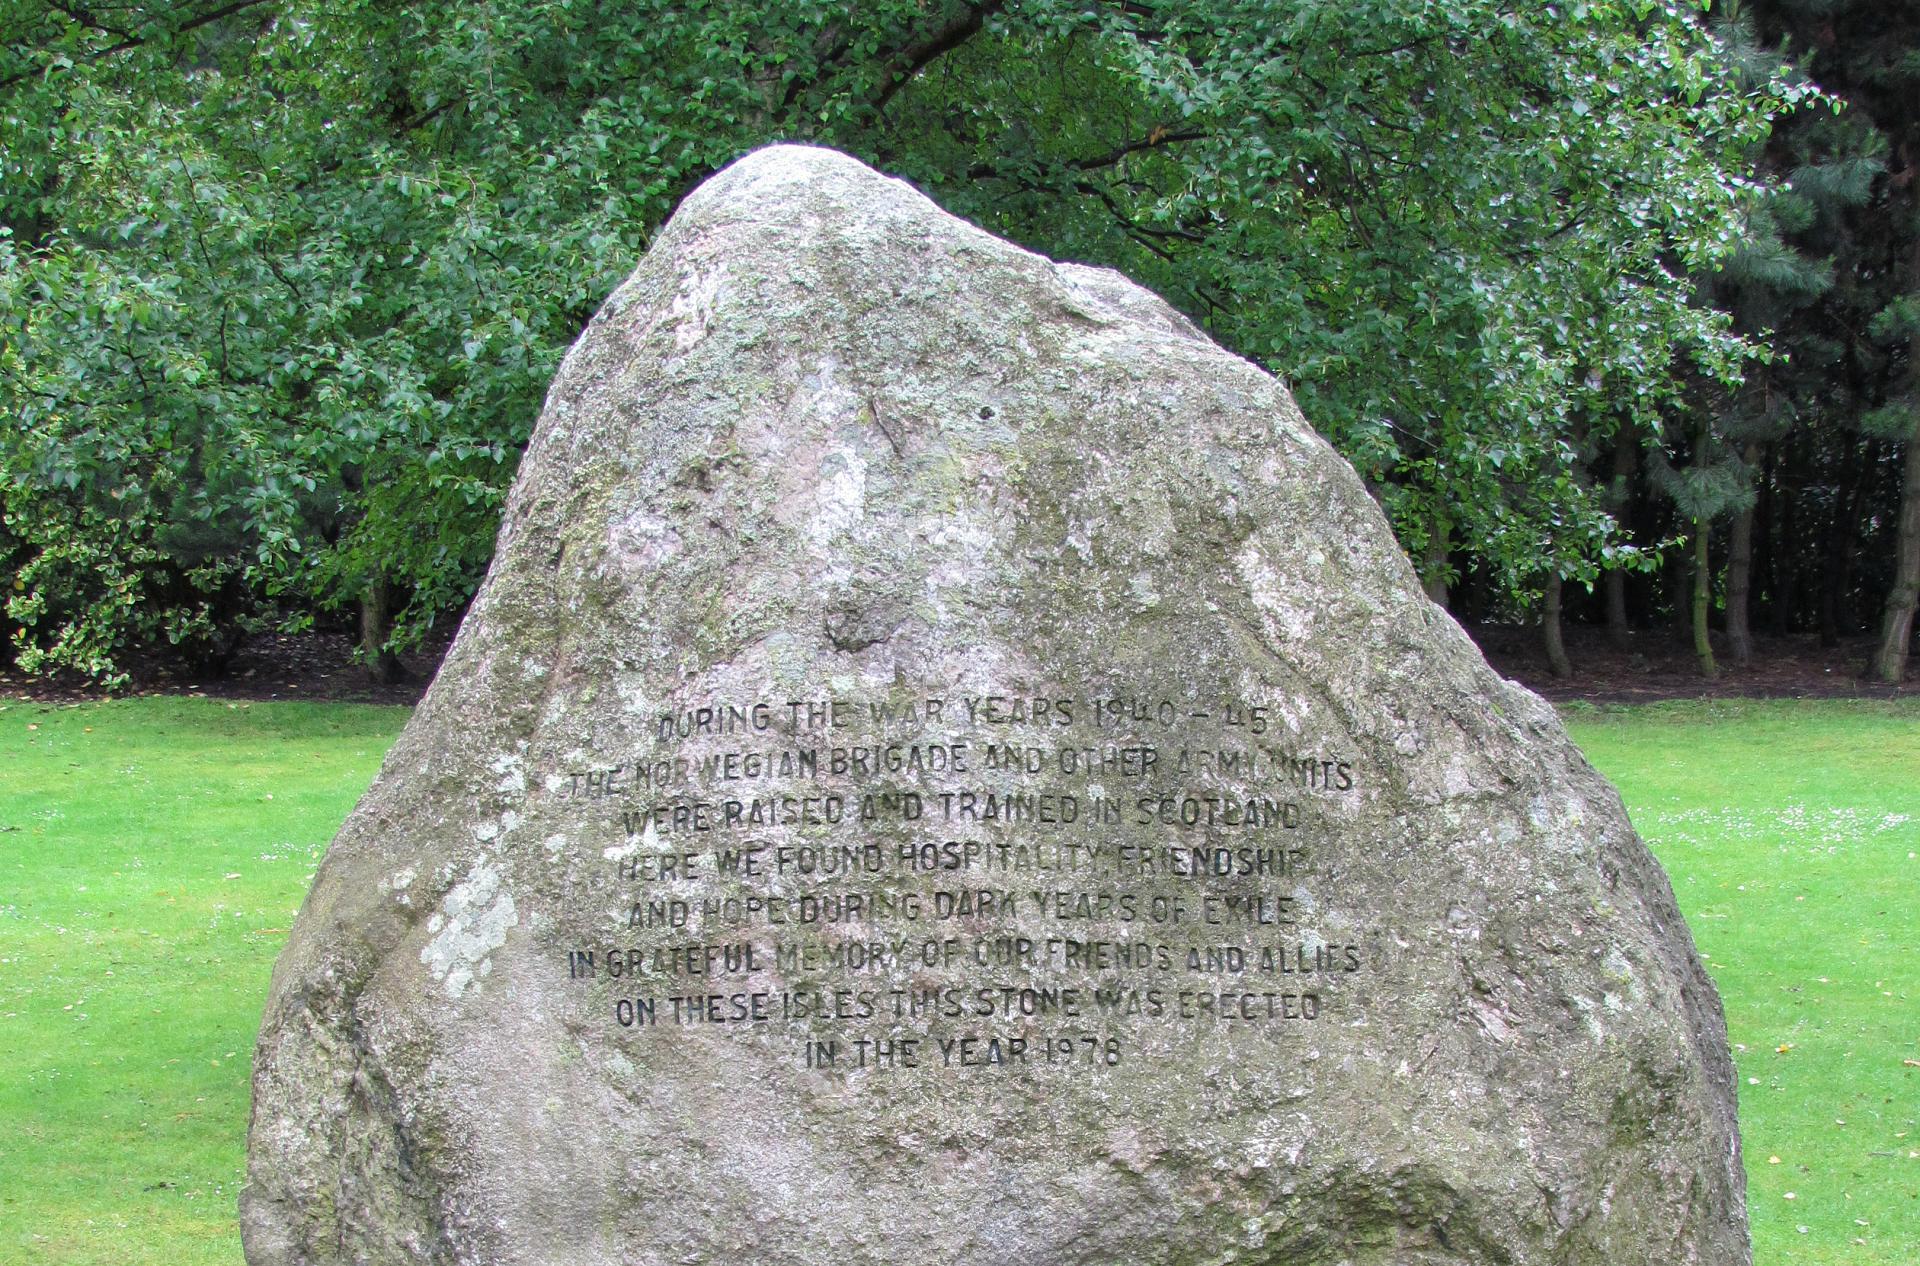 DURING THE WAR YEARS 1940 - 45
THE NORWEGIAN BRIGADE AND OTHER ARMY UNITS
WERE RAISED AND TRAINED IN SCOTLAND
HERE WE FOUND HOSPITALITY, FRIENDSHIP
AND HOPE DURING DARK YEARS OF EXILE
IN GRATEFUL MEMORY OF OUR FRIENDS AND ALLIES
ON THESE ISLES THIS STONE WAS ERECTED
IN THE YEAR 1978